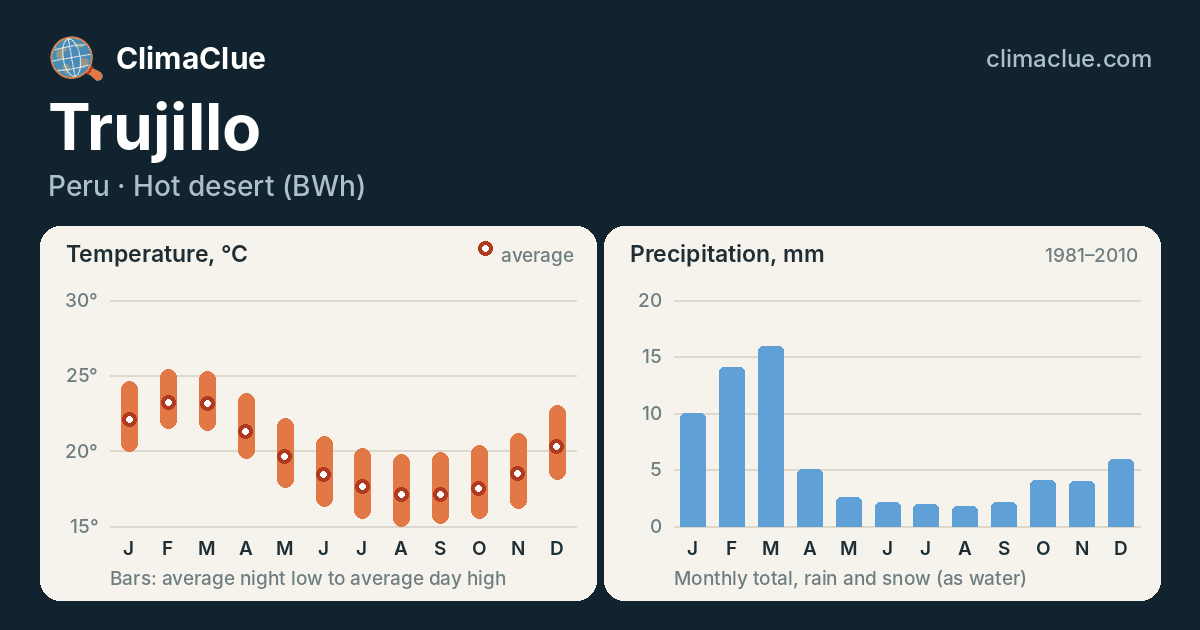 ClimaClue
climaclue.com
Trujillo
Peru · Hot desert (BWh)
Temperature, °C
average
30°
25°
20°
15°
J F M A M J J A S O N D
Bars: average night low to average day high
Precipitation, mm
1981–2010
20
15
10
5
0
J F M A M J J A S O N D
Monthly total, rain and snow (as water)